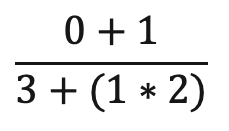 0 + 1
3 + (1 * 2)